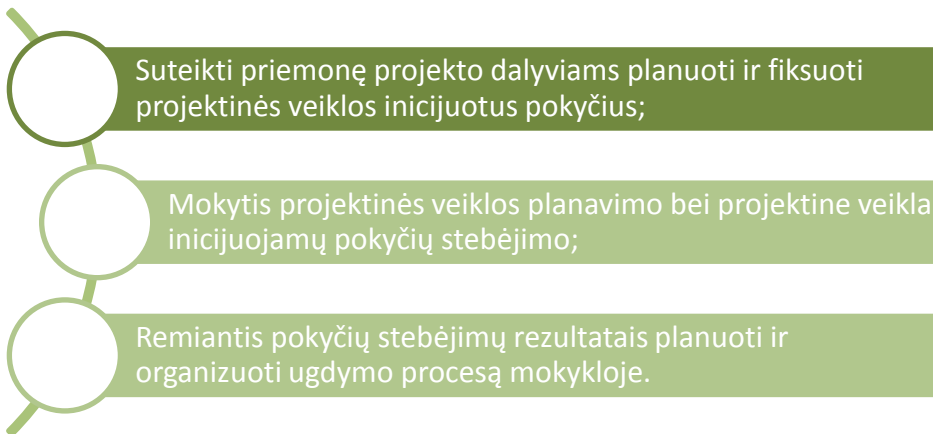 Suteikti priemonę projekto dalyviams planuoti ir fiksuoti
projektinės veiklos inicijuotus pokyčius;
Mokytis projektinės veiklos planavimo bei projektine veikla
inicijuojamų pokyčių stebėjimo;
Remiantis pokyčių stebėjimų rezultatais planuoti ir
organizuoti ugdymo procesą mokykloje.